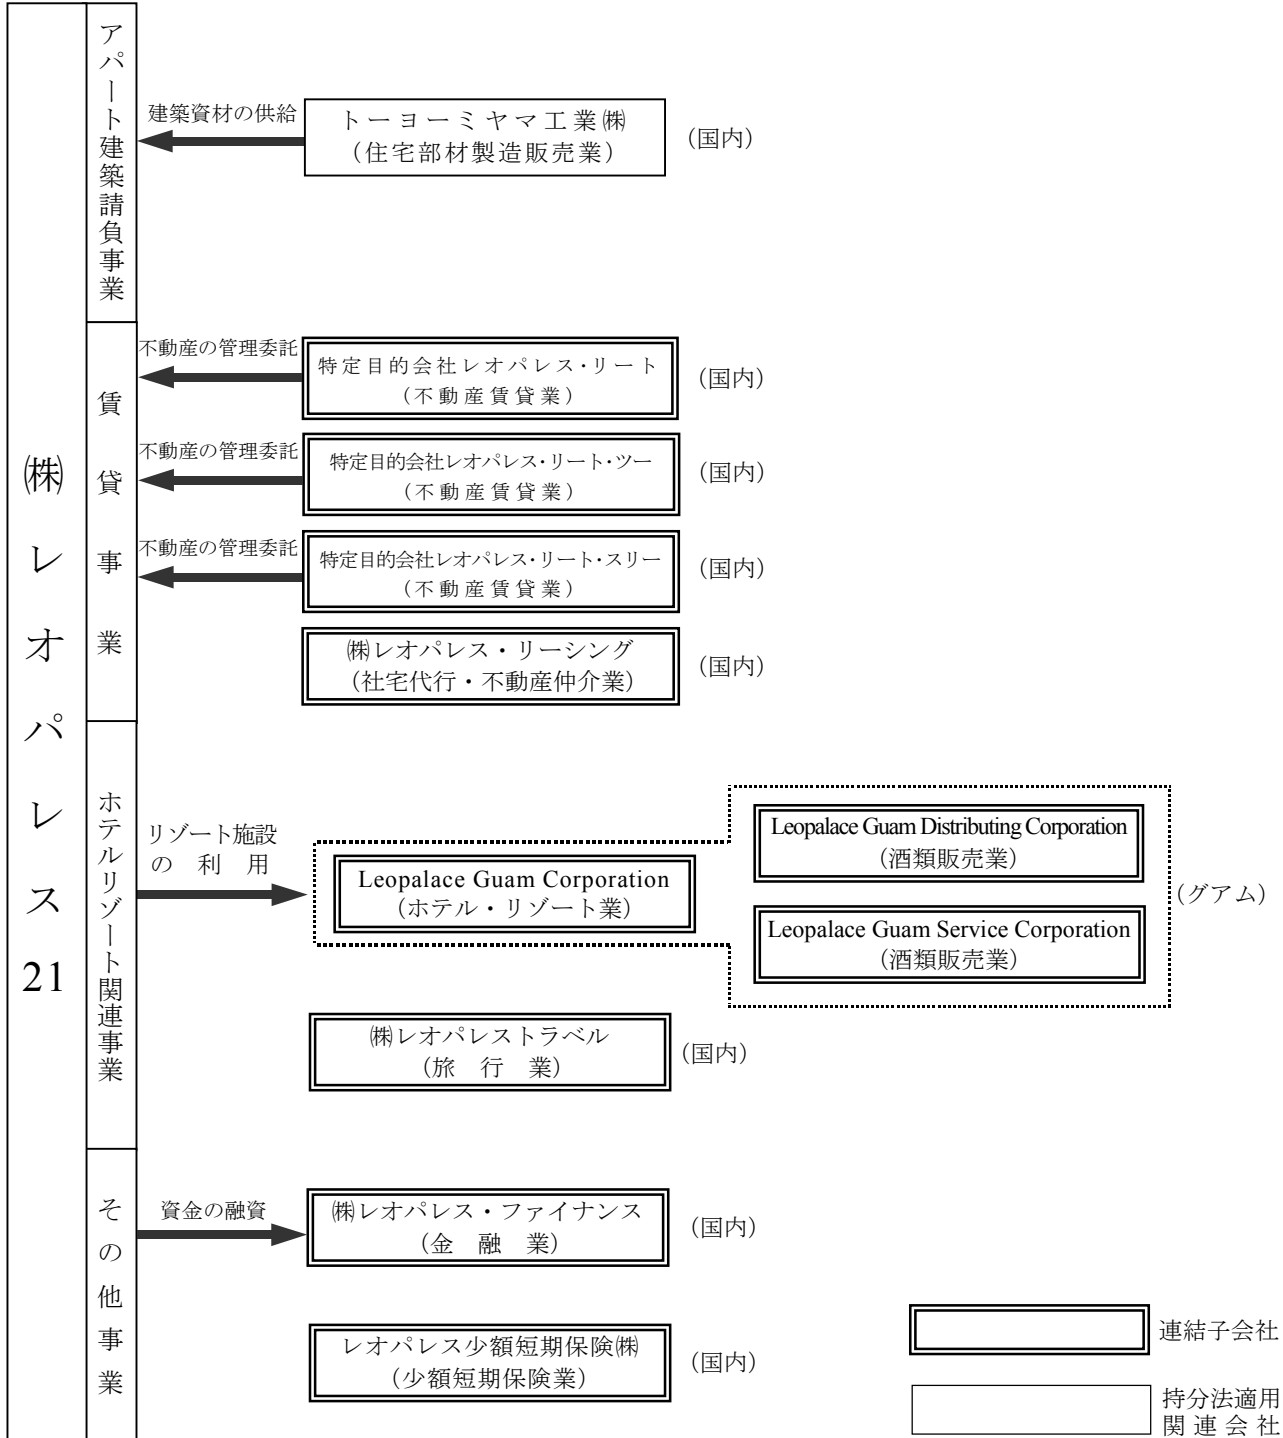 ㈱レオパレス21
アパート建築請負事業
建築資材の供給
トーヨーミヤマ工業㈱
（住宅部材製造販売業）
（国内）
賃貸事業
不動産の管理委託
特定目的会社レオパレス・リート
（不動産賃貸業）
（国内）
不動産の管理委託
特定目的会社レオパレス・リート・ツー
（不動産賃貸業）
（国内）
不動産の管理委託
特定目的会社レオパレス・リート・スリー
（不動産賃貸業）
（国内）
㈱レオパレス・リーシング
（社宅代行・不動産仲介業）
（国内）
ホテルリゾート関連事業
リゾート施設
の利用
Leopalace Guam Corporation
（ホテル・リゾート業）
Leopalace Guam Distributing Corporation
（酒類販売業）
Leopalace Guam Service Corporation
（酒類販売業）
（グアム）
㈱レオパレストラベル
（旅行業）
（国内）
その他事業
資金の融資
㈱レオパレス・ファイナンス
（金融業）
（国内）
レオパレス少額短期保険㈱
（少額短期保険業）
（国内）
連結子会社
持分法適用
関連会社